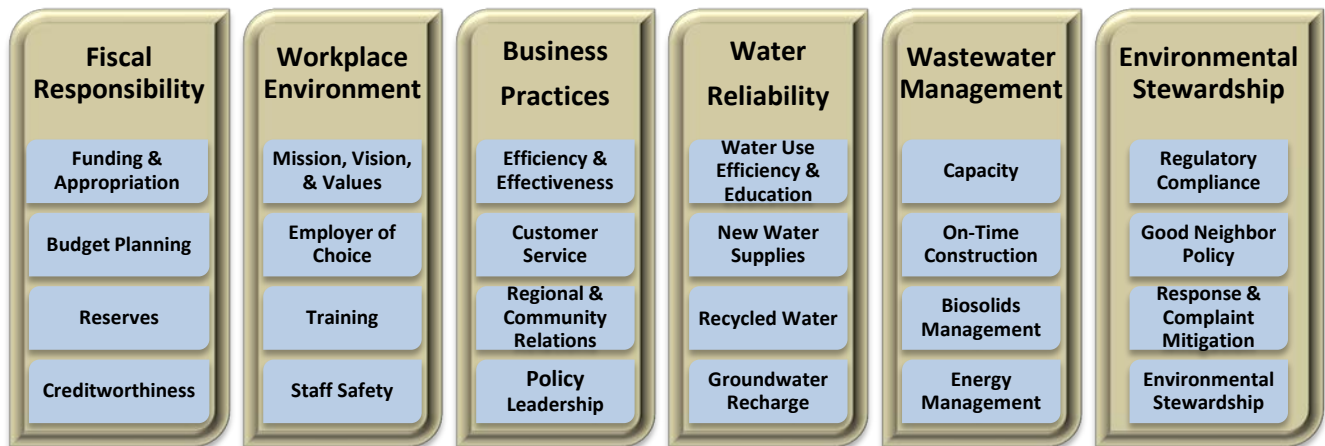 Fiscal
Responsibility
Funding &
Appropriation
Budget Planning
Reserves
Creditworthiness
Workplace
Environment
Mission, Vision,
& Values
Employer of
Choice
Training
Staff Safety
Business
Practices
Efficiency &
Effectiveness
Customer
Service
Regional &
Community
Relations
Policy
Leadership
Water
Reliability
Water Use
Efficiency &
Education
New Water
Supplies
Recycled Water
Groundwater
Recharge
Wastewater
Management
Capacity
On-Time
Construction
Biosolids
Management
Energy
Management
Environmental
Stewardship
Regulatory
Compliance
Good Neighbor
Policy
Response &
Complaint
Mitigation
Environmental
Stewardship